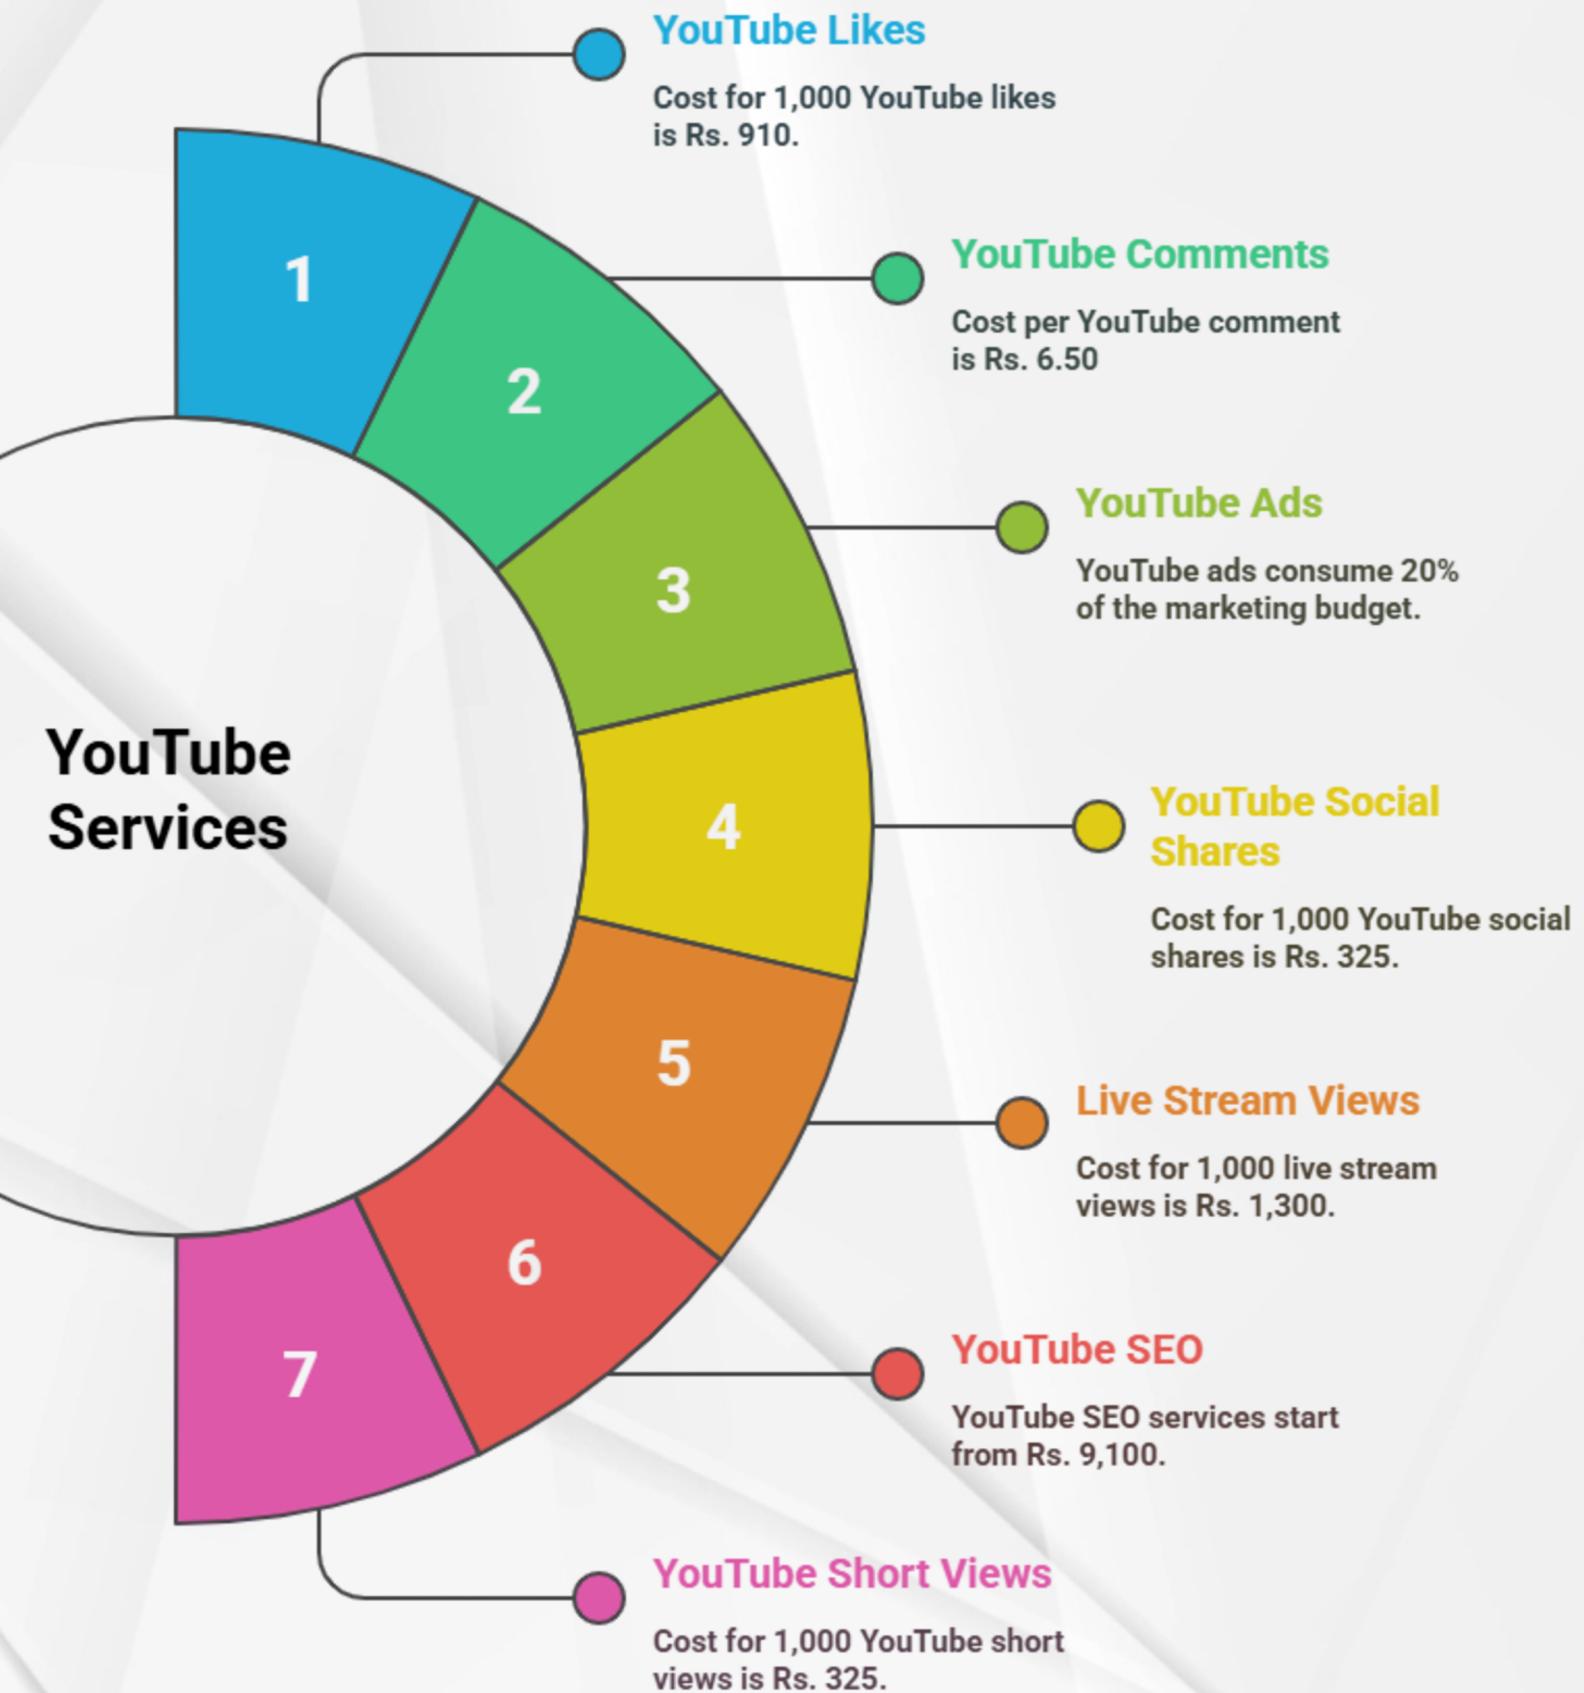 YouTube Likes
Cost for 1,000 YouTube likes
is Rs. 910.
1
YouTube Comments
Cost per YouTube comment
is Rs. 6.50
2
YouTube Ads
YouTube ads consume 20%
of the marketing budget.
3
YouTube
Services
YouTube Social
Shares
Cost for 1,000 YouTube social
shares is Rs. 325.
4
Live Stream Views
Cost for 1,000 live stream
views is Rs. 1,300.
5
YouTube SEO
YouTube SEO services start
from Rs. 9,100.
6
YouTube Short Views
Cost for 1,000 YouTube short
views is Rs. 325.
7